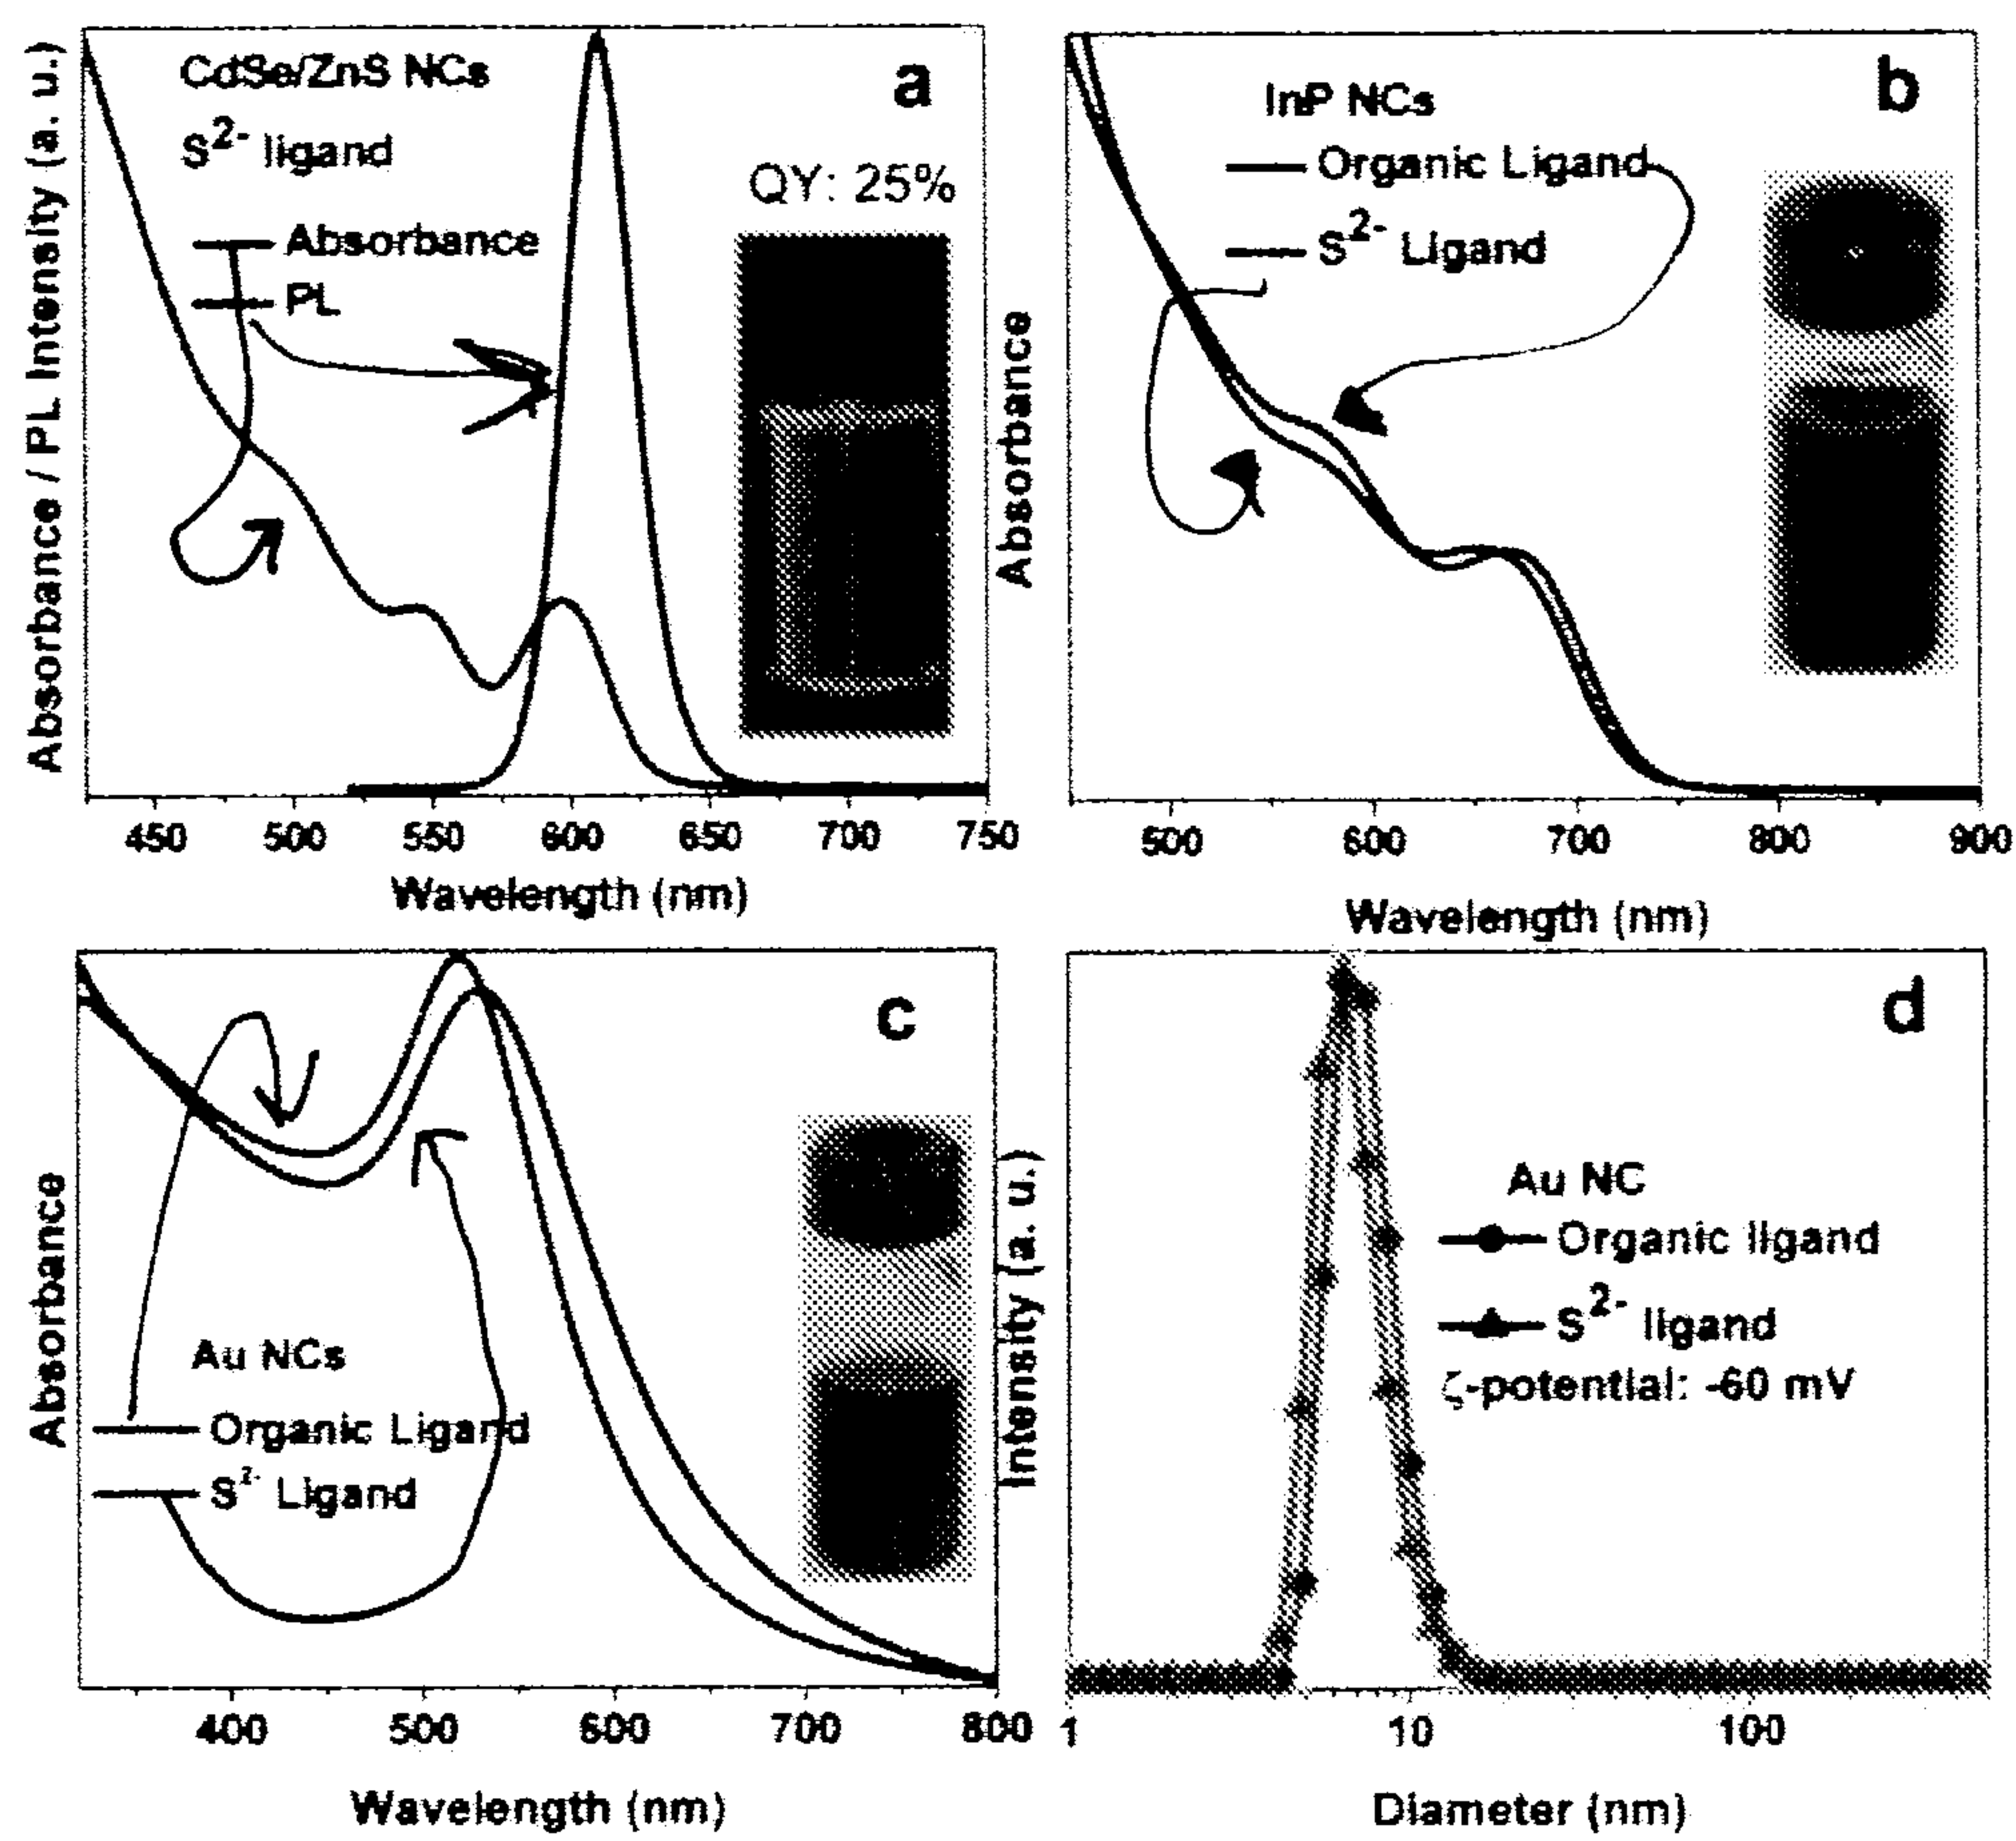 a
CdSe/ZnS NCs
S2- ligand
QY: 25%
Absorbance
PL
Absorbance / PL Intensity (a. u.)
450 500 550 600 650 700 750
Wavelength (nm)
b
InP NCs
Organic Ligand
S2- Ligand
Absorbance
500 600 700 800 900
Wavelength (nm)
c
Au NCs
Organic Ligand
S2- Ligand
Absorbance
400 500 600 700 800
Wavelength (nm)
d
Au NC
Organic ligand
S2- ligand
ζ-potential: -60 mV
Intensity (a. u.)
1 10 100
Diameter (nm)